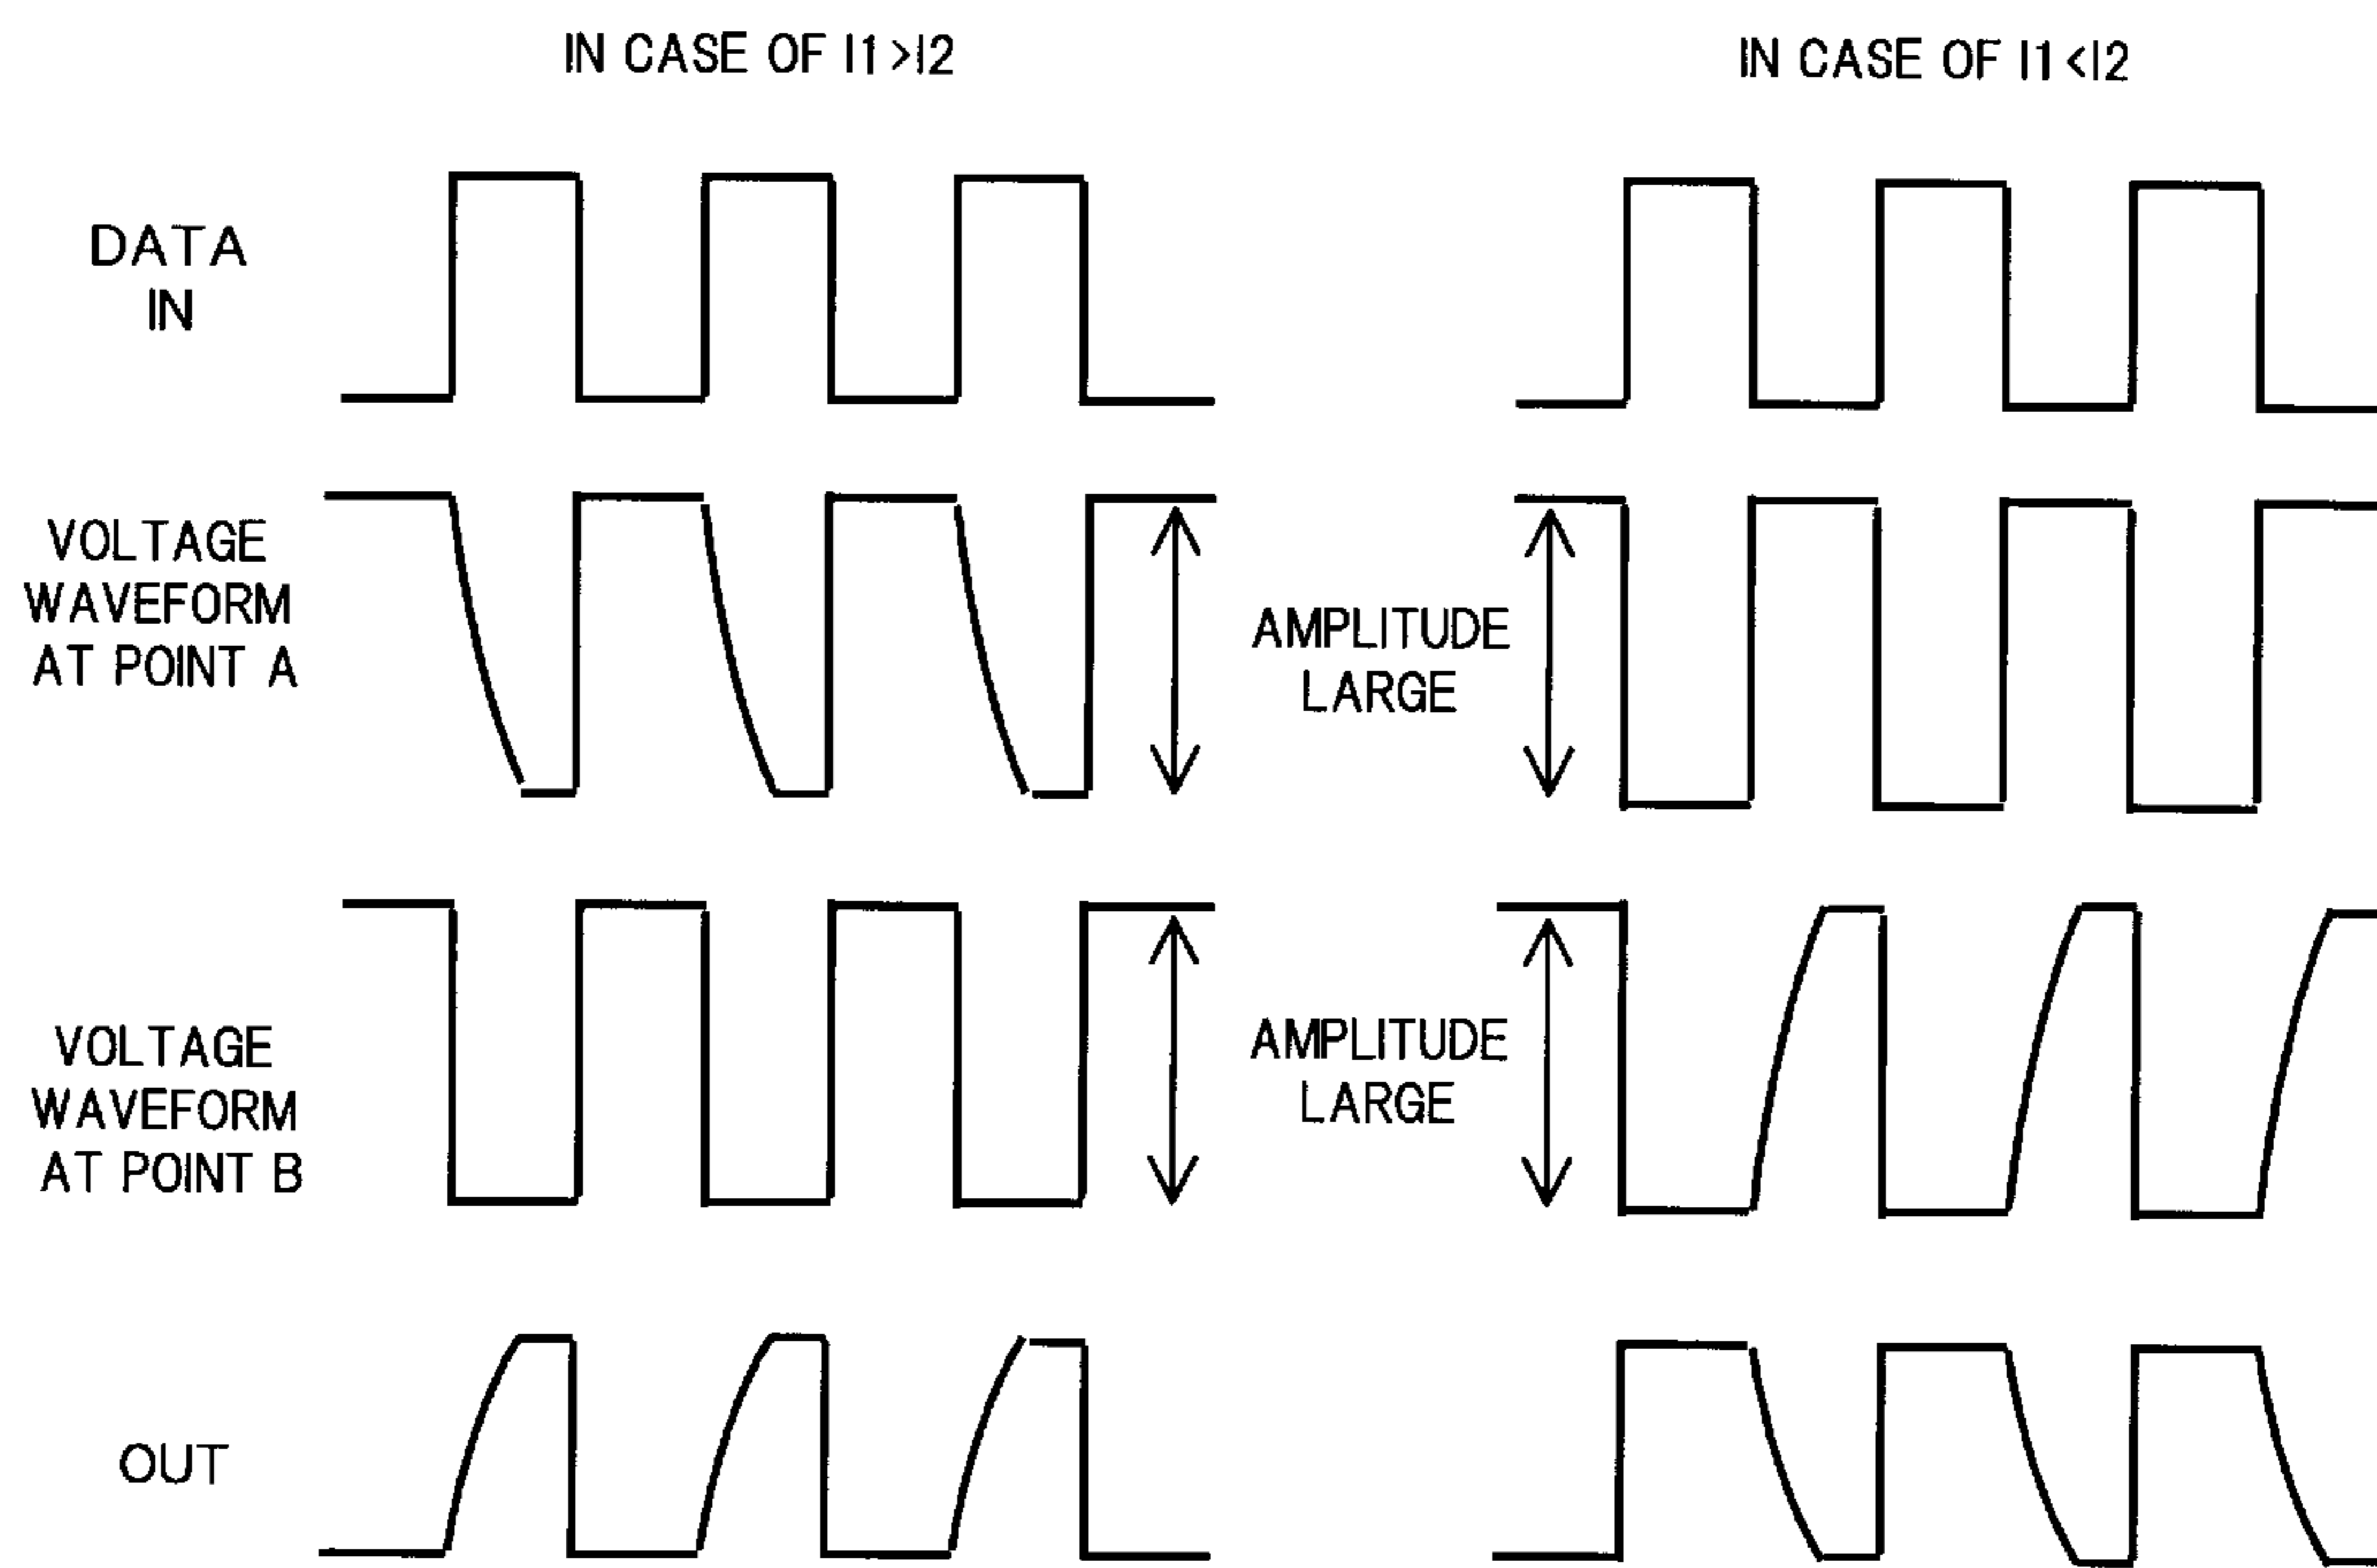 IN CASE OF I1>I2
IN CASE OF I1<I2
DATA
IN
VOLTAGE
WAVEFORM
AT POINT A
AMPLITUDE
LARGE
VOLTAGE
WAVEFORM
AT POINT B
AMPLITUDE
LARGE
OUT